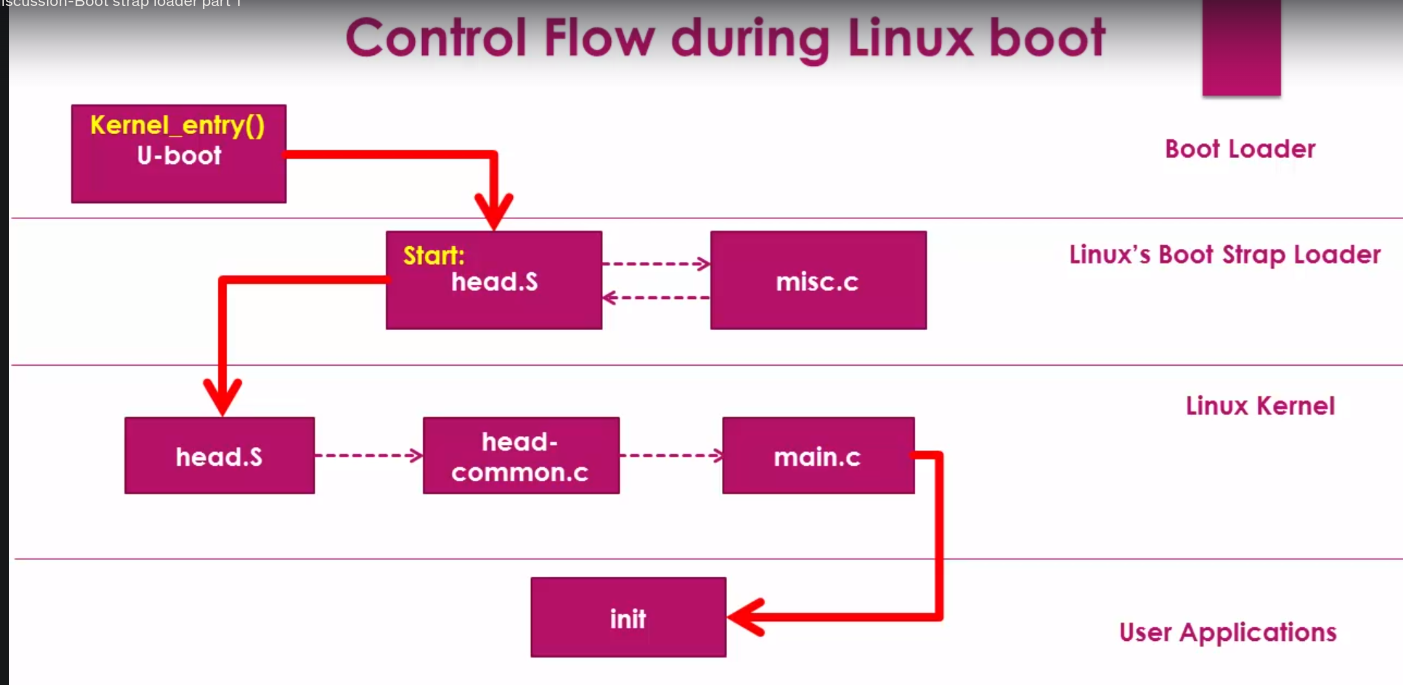 iscussion-Boot strap loader part 1
Control Flow during Linux boot
Kernel_entry()
U-boot
Boot Loader
Start:
head.S
misc.c
Linux’s Boot Strap Loader
Linux Kernel
head.S
head-
common.c
main.c
init
User Applications